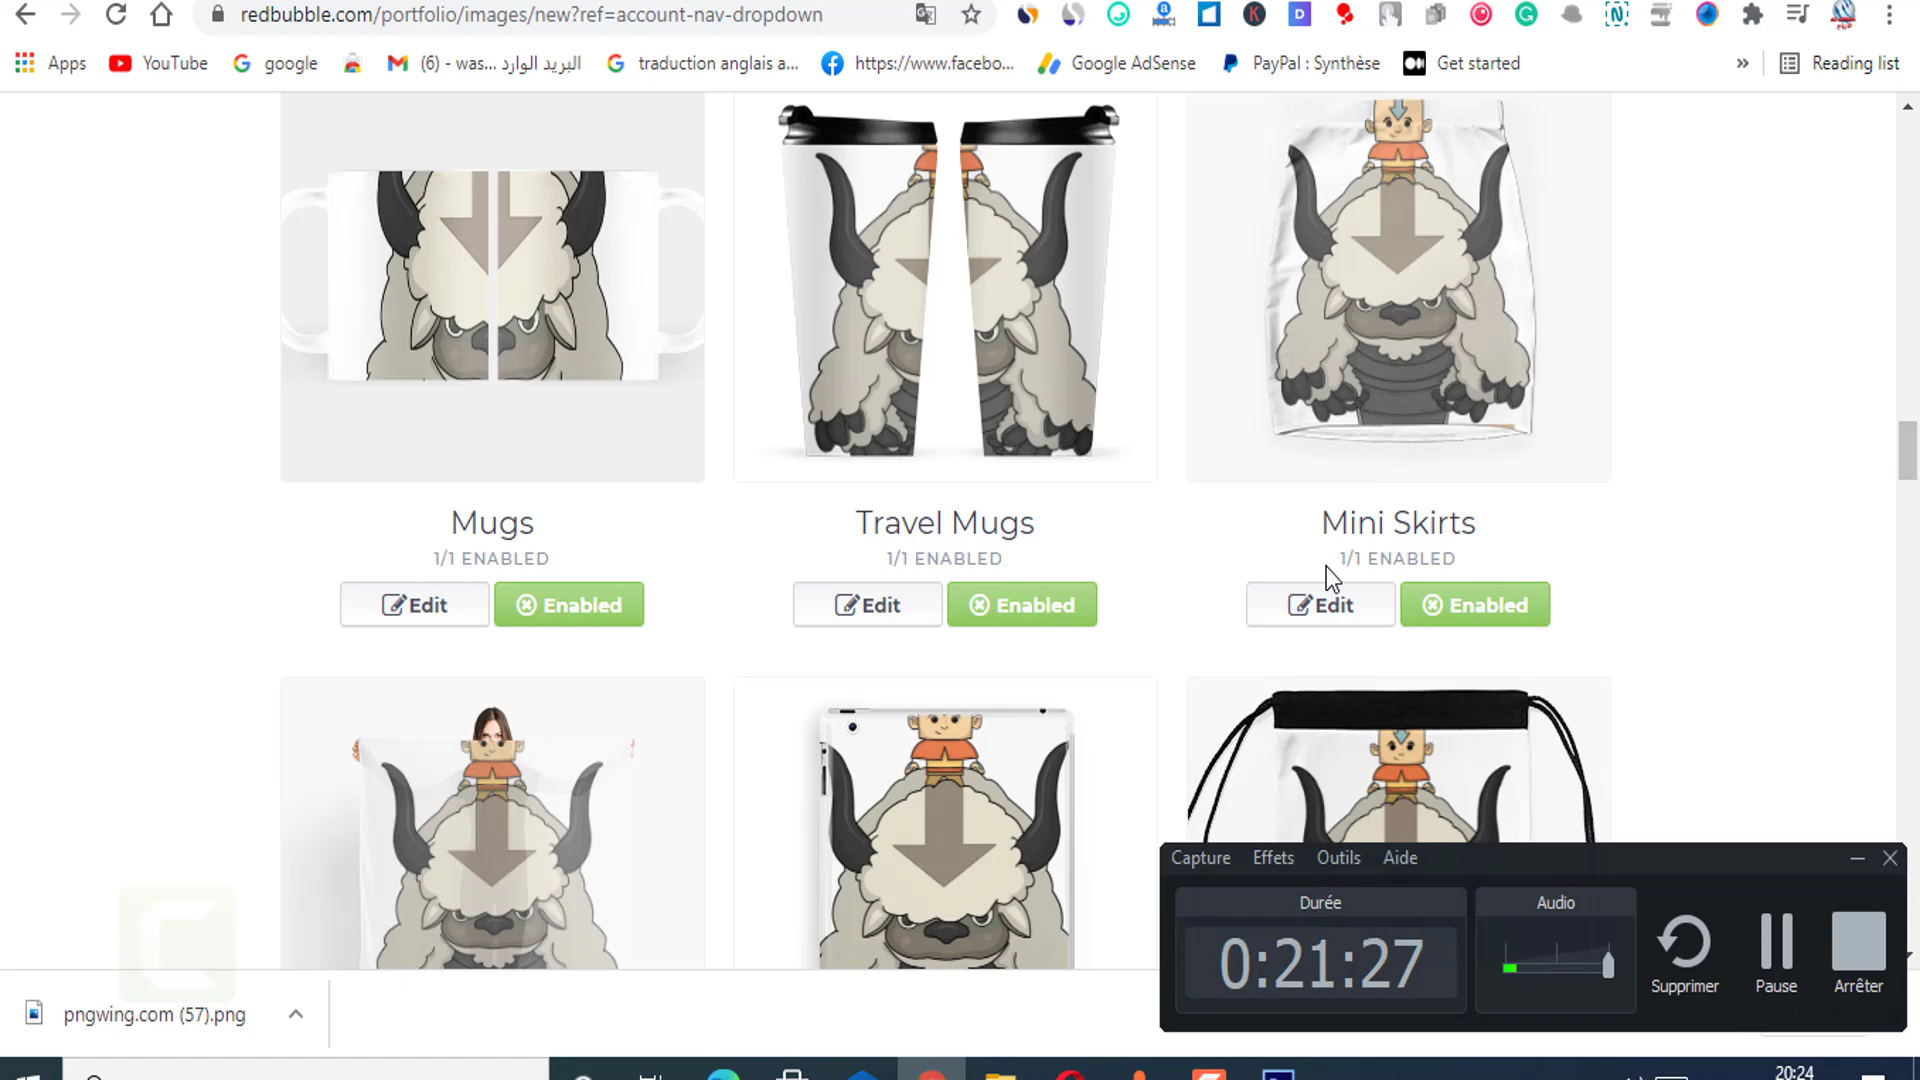 redbubble.com/portfolio/images/new?ref=account-nav-dropdown
Apps YouTube google (6) - was... البريد الوارد traduction anglais a... https://www.facebo... Google AdSense PayPal : Synthèse Get started » Reading list
Mugs Travel Mugs Mini Skirts
1/1 ENABLED 1/1 ENABLED 1/1 ENABLED
Edit Enabled Edit Enabled Edit Enabled
Capture Effets Outils Aide
Durée Audio
0:21:27
Supprimer Pause Arrêter
pngwing.com (57).png
20:24